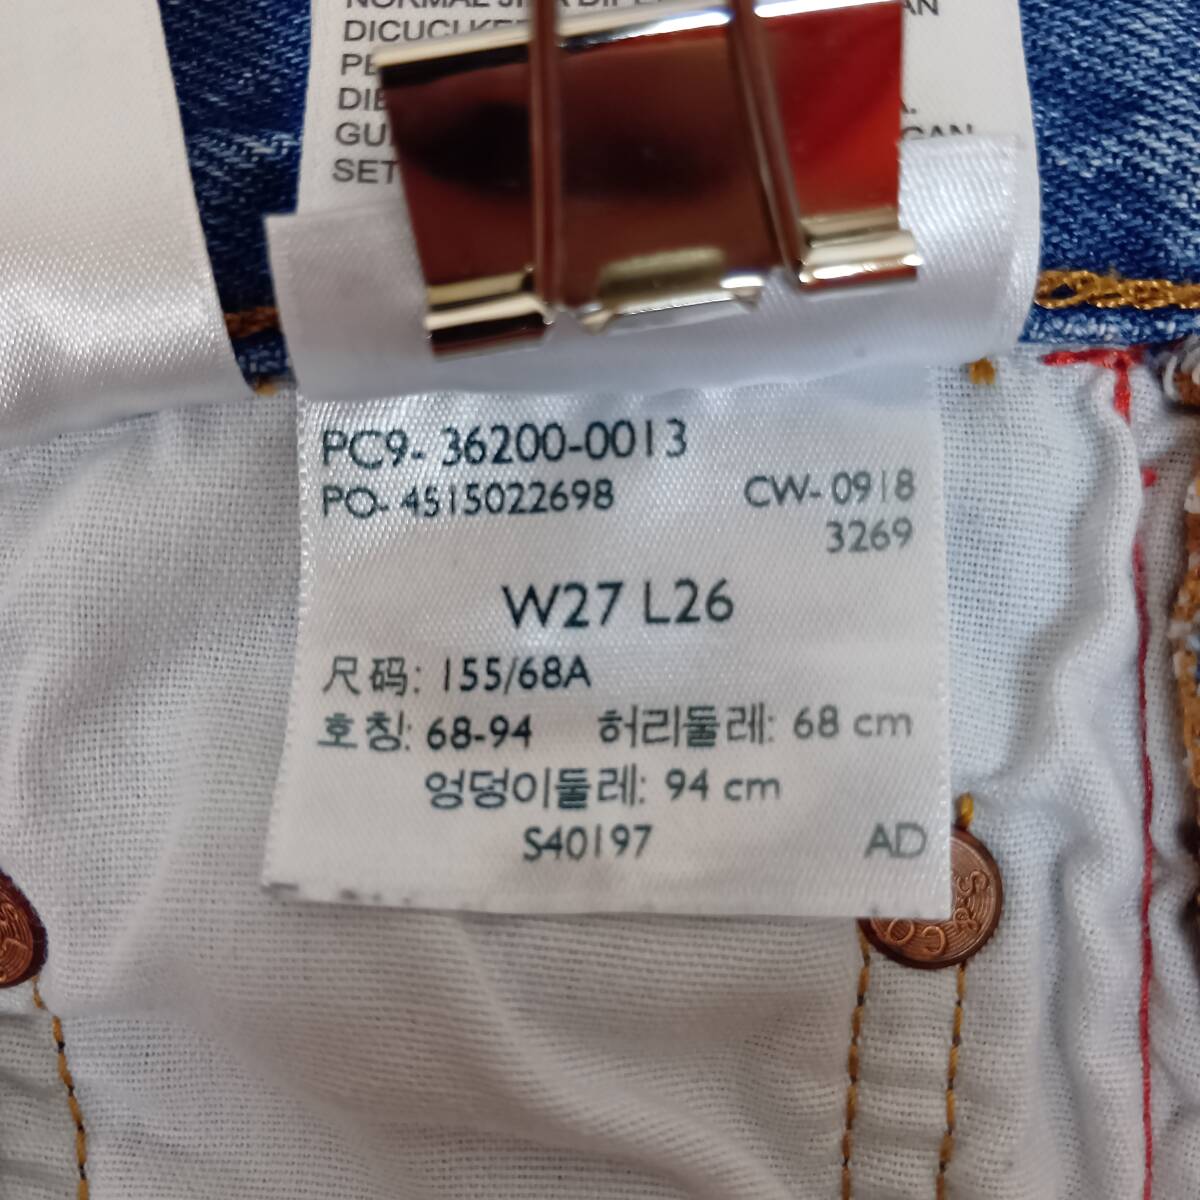 DICUCI
PE
DIE
GU GAN
SET
PC9- 36200-0013
PO- 4515022698 CW- 0918
3269
W27 L26
尺码: 155/68A
호칭: 68-94 허리둘레: 68 cm
엉덩이둘레: 94 cm
S40197 AD